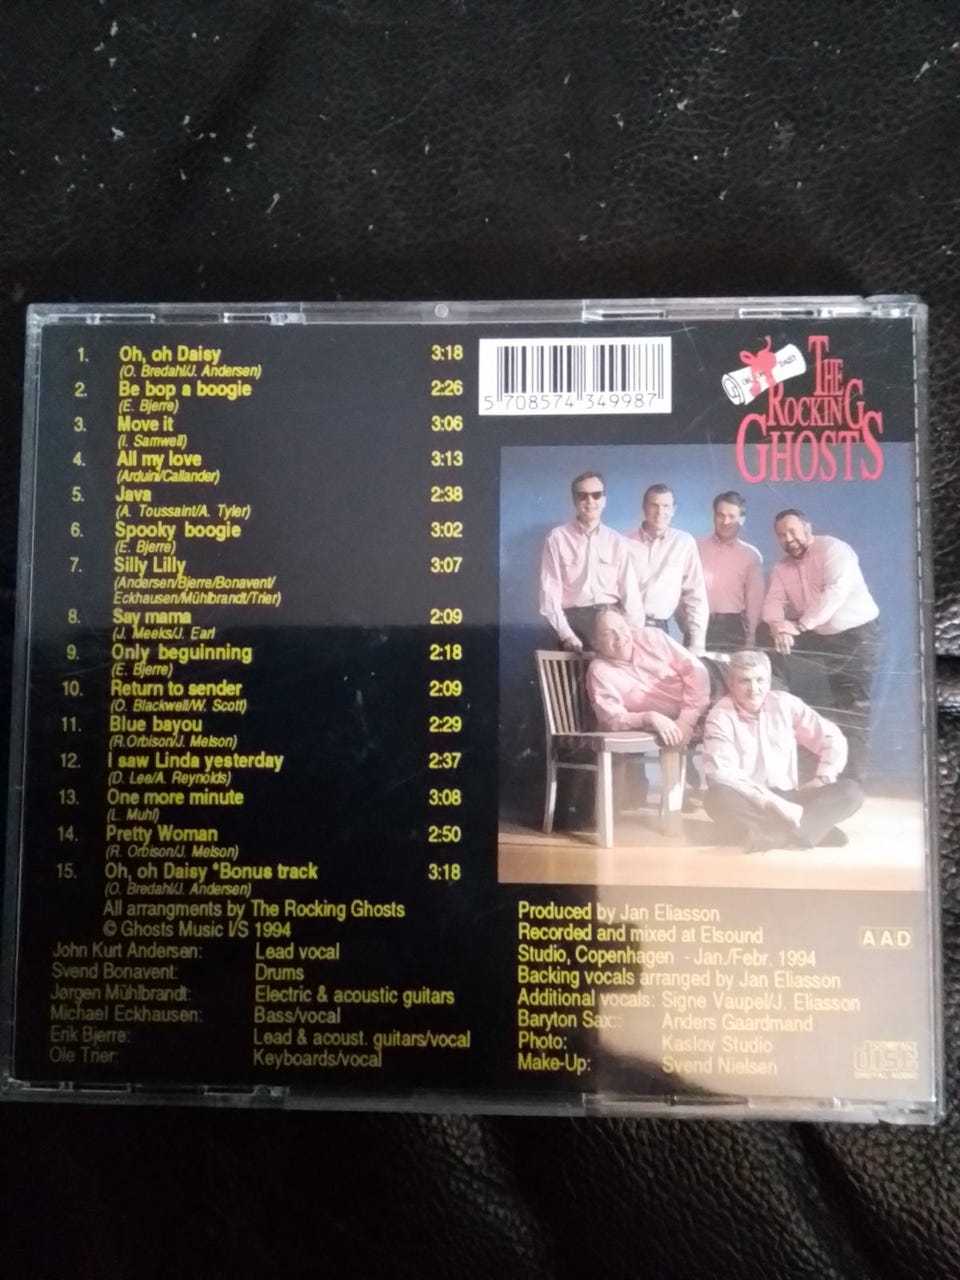 1. Oh, oh Daisy 3:18
(O. Bredahl/J. Andersen)
2. Be bop a boogie 2:26
(E. Bjerre)
3. Move it 3:06
(I. Samwell)
4. All my love 3:13
(Arduin/Callander)
5. Java 2:38
(A. Toussaint/A. Tyler)
6. Spooky boogie 3:02
(E. Bjerre)
7. Silly Lilly 3:07
(Andersen/Bjerre/Bonavent/
Eckhausen/Mühlbrandt/Trier)
8. Say mama 2:09
(J. Meeks/J. Earl
9. Only beguinning 2:18
(E. Bjerre)
10. Return to sender 2:09
(O. Blackwell/W. Scott)
11. Blue bayou 2:29
(R.Orbison/J. Melson)
12. I saw Linda yesterday 2:37
(D. Lee/A. Reynolds)
13. One more minute 3:08
(L. Muhl)
14. Pretty Woman 2:50
(R. Orbison/J. Melson)
15. Oh, oh Daisy *Bonus track 3:18
(O. Bredahl/J. Andersen)
All arrangments by The Rocking Ghosts
© Ghosts Music I/S 1994
John Kurt Andersen: Lead vocal
Svend Bonavent: Drums
Jørgen Mühlbrandt: Electric & acoustic guitars
Michael Eckhausen: Bass/vocal
Erik Bjerre: Lead & acoust. guitars/vocal
Ole Trier: Keyboards/vocal
5 708574 349987
DAISY
THE
ROCKING
GHOSTS
Produced by Jan Eliasson
Recorded and mixed at Elsound
Studio, Copenhagen - Jan./Febr. 1994
Backing vocals arranged by Jan Eliasson
Additional vocals: Signe Vaupel/J. Eliasson
Baryton Sax:: Anders Gaardmand
Photo: Kaslov Studio
Make-Up: Svend Nielsen
AAD
COMPACT
disc
DIGITAL AUDIO